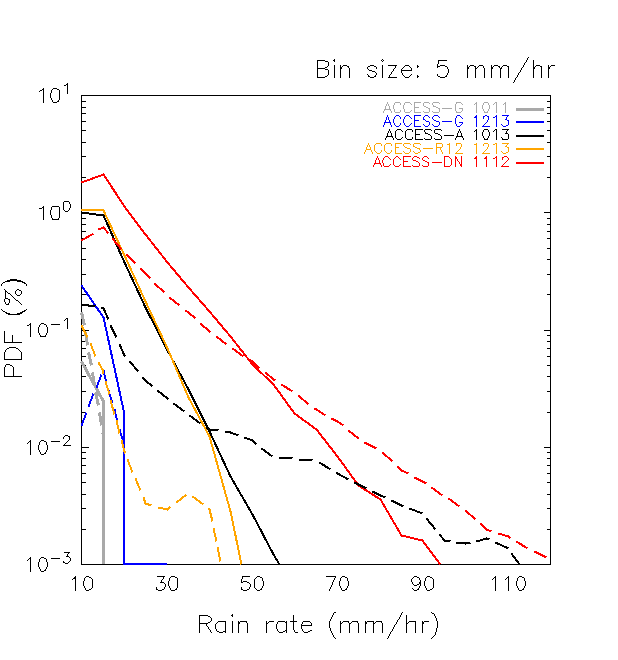 Bin size: 5 mm/hr
10^1
ACCESS-G 1011
ACCESS-G 1213
ACCESS-A 1013
ACCESS-R12 1213
ACCESS-DN 1112
10^0
PDF (%)
10^-1
10^-2
10^-3
10 30 50 70 90 110
Rain rate (mm/hr)